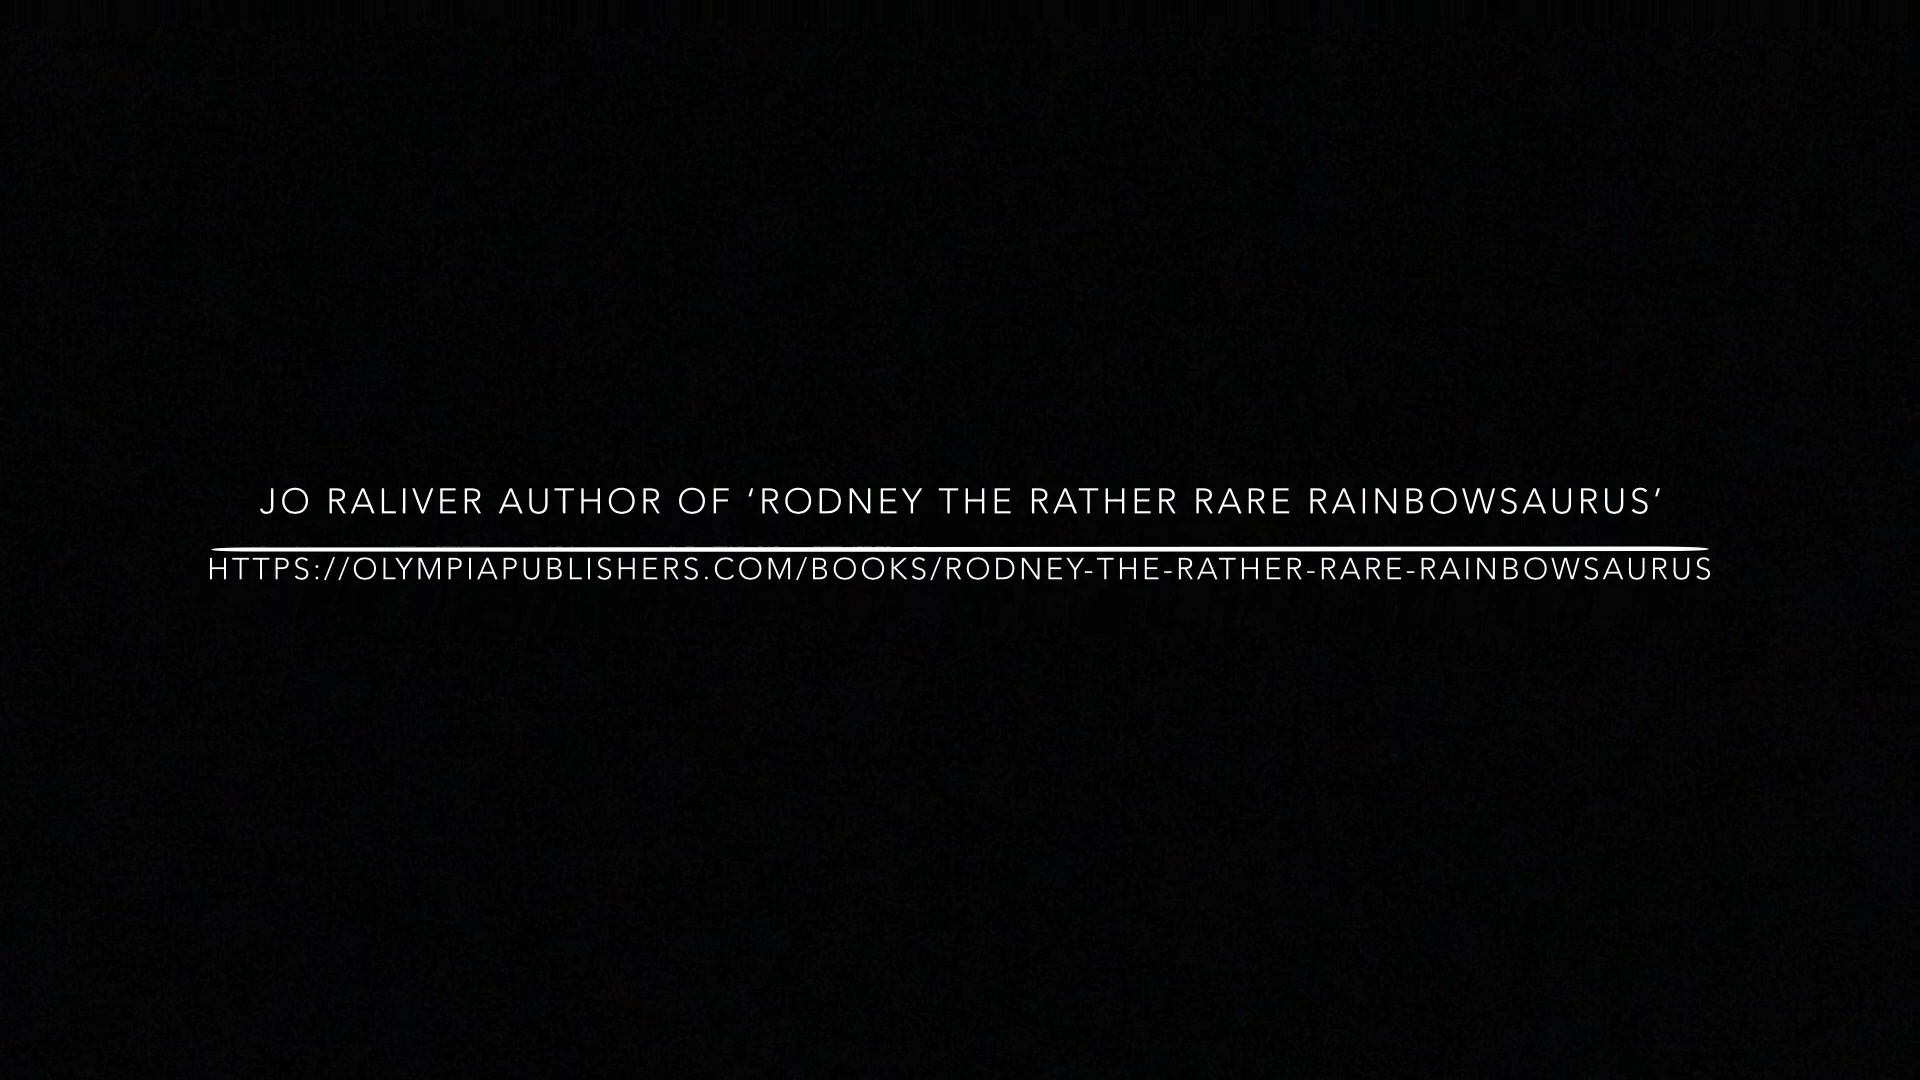 JO RALIVER AUTHOR OF ‘RODNEY THE RATHER RARE RAINBOWSAURUS’
HTTPS://OLYMPIAPUBLISHERS.COM/BOOKS/RODNEY-THE-RATHER-RARE-RAINBOWSAURUS